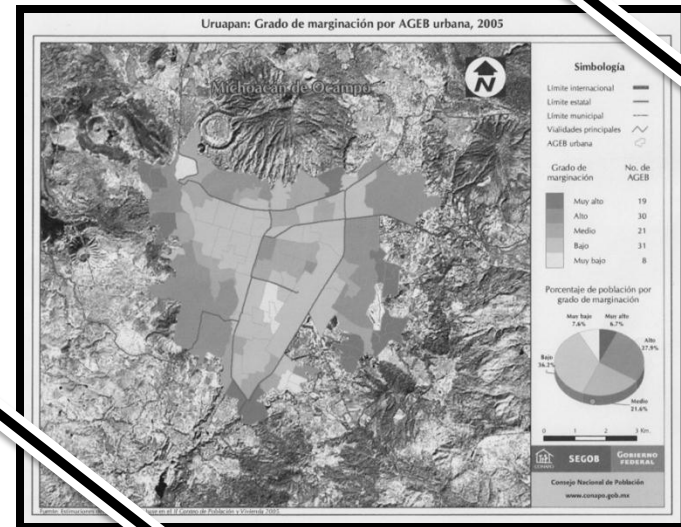 Uruapan: Grado de marginación por AGEB urbana, 2005
Michoacán de Ocampo
N
Simbología
Límite internacional
Límite estatal
Límite municipal
Vialidades principales
AGEB urbana
Grado de marginación No. de AGEB
Muy alto 19
Alto 30
Medio 21
Bajo 31
Muy bajo 8
Porcentaje de población por
grado de marginación
Muy bajo 7.6%
Muy alto 6.7%
Alto 27.9%
Bajo 36.2%
Medio 21.6%
0 1 2 3 Km.
CONAPO SEGOB GOBIERNO FEDERAL
Consejo Nacional de Población
www.conapo.gob.mx
Fuente: Estimaciones en el II Conteo de Población y Vivienda 2005.